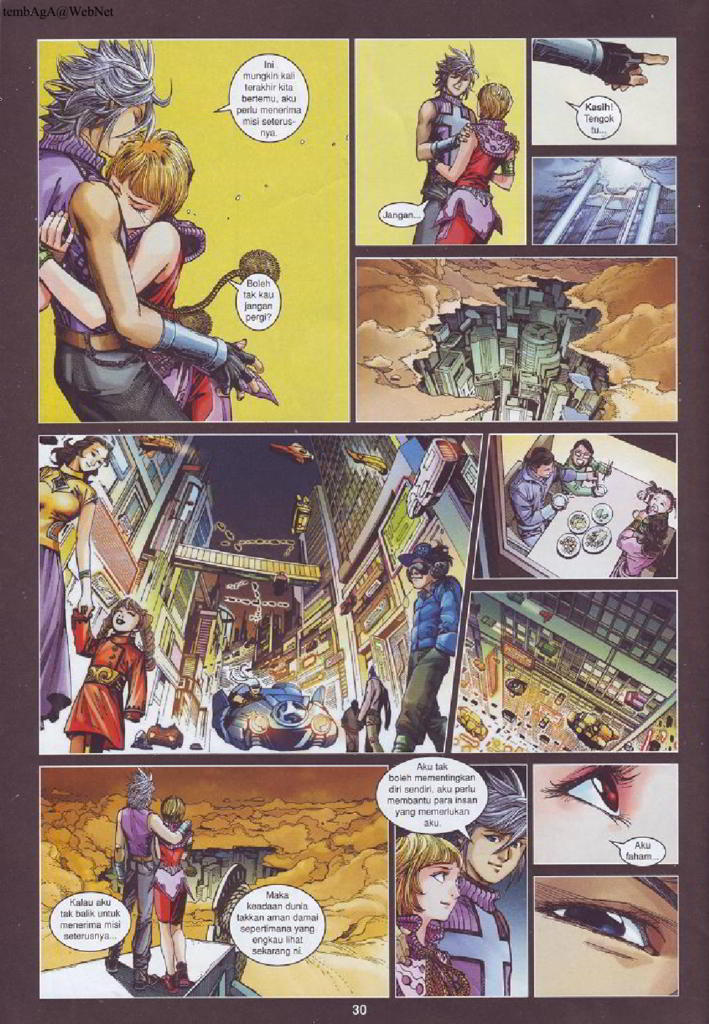 tembAgA@WebNet
Ini
mungkin kali
terakhir kita
bertemu, aku
perlu menerima
misi seterus-
nya.
Boleh
tak kau
jangan
pergi?
Jangan...
Kasih!
Tengok
tu...
Aku tak
boleh mementingkan
diri sendiri, aku perlu
membantu para insan
yang memerlukan
aku.
Aku
faham...
Kalau aku
tak balik untuk
menerima misi
seterusnya...
Maka
keadaan dunia
takkan aman damai
sepertimana yang
engkau lihat
sekarang ni.
30